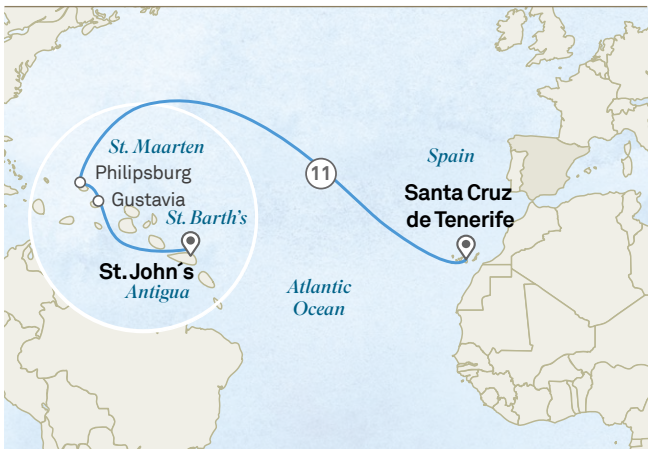 St. Maarten
Philipsburg
Gustavia
St. Barth's
St. John´s
Antigua
11
Atlantic
Ocean
Spain
Santa Cruz
de Tenerife